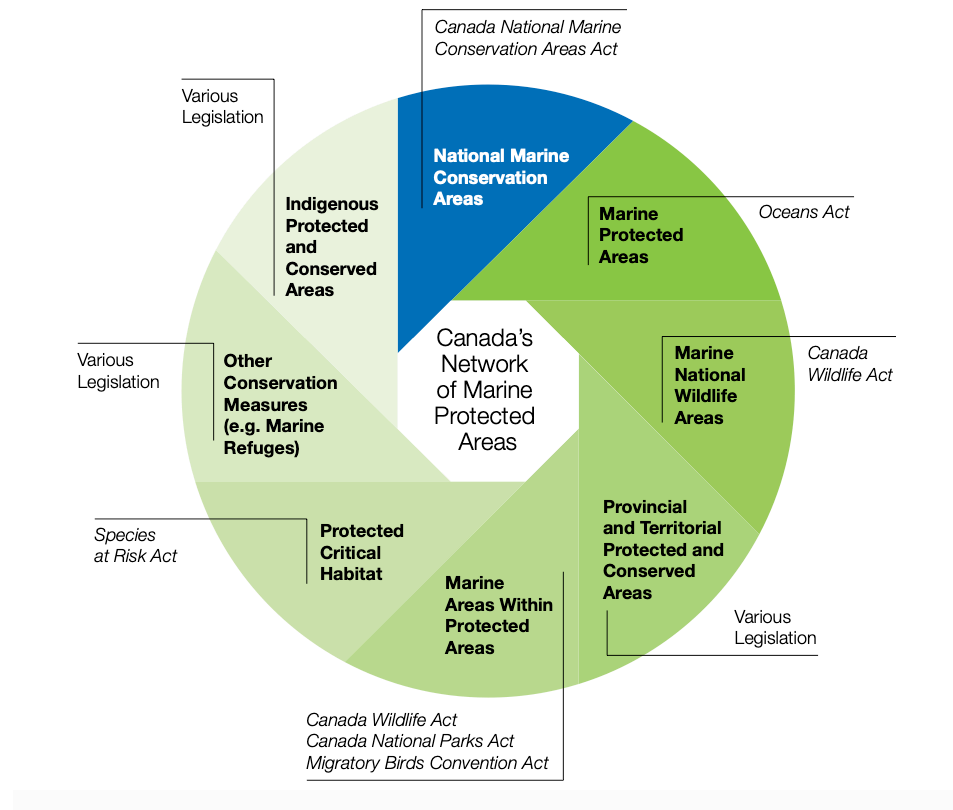 Canada National Marine
Conservation Areas Act
National Marine
Conservation
Areas
Oceans Act
Marine
Protected
Areas
Canada
Wildlife Act
Marine
National
Wildlife
Areas
Provincial
and Territorial
Protected and
Conserved
Areas
Various
Legislation
Marine
Areas Within
Protected
Areas
Canada Wildlife Act
Canada National Parks Act
Migratory Birds Convention Act
Protected
Critical
Habitat
Species
at Risk Act
Other
Conservation
Measures
(e.g. Marine
Refuges)
Various
Legislation
Indigenous
Protected
and
Conserved
Areas
Various
Legislation
Canada’s
Network
of Marine
Protected
Areas